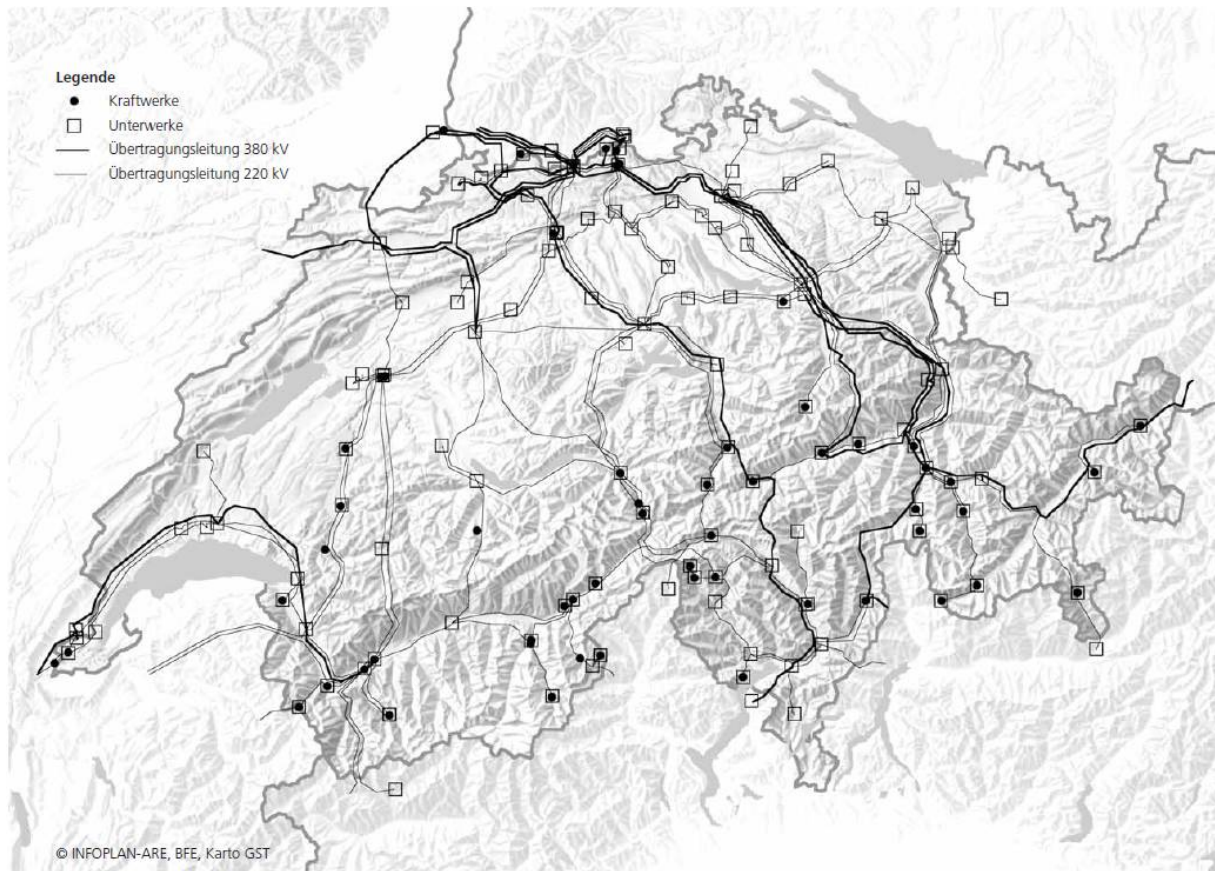 Legende
Kraftwerke
Unterwerke
Übertragungsleitung 380 kV
Übertragungsleitung 220 kV
© INFOPLAN-ARE, BFE, Karto GST